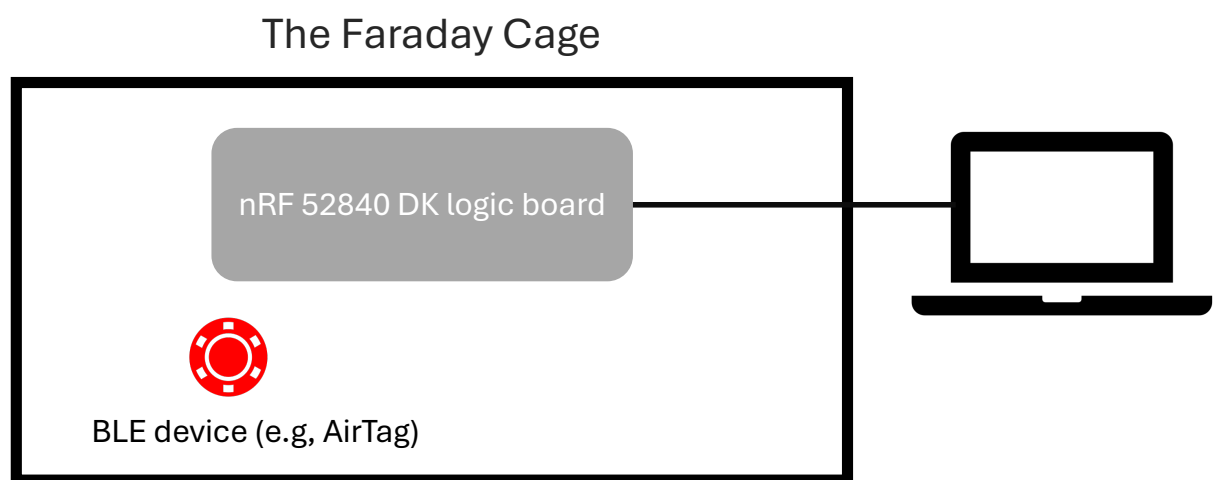 The Faraday Cage
nRF 52840 DK logic board
BLE device (e.g, AirTag)